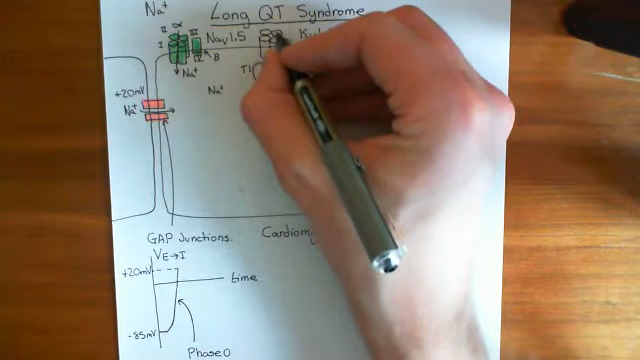 Na+
Long QT Syndrome
II α III
I Nav1.5
IV B
Na+
T1
+20mV
Na+
Na+
GAP Junctions.
VE→I
+20mV
time
-85mV
Phase 0